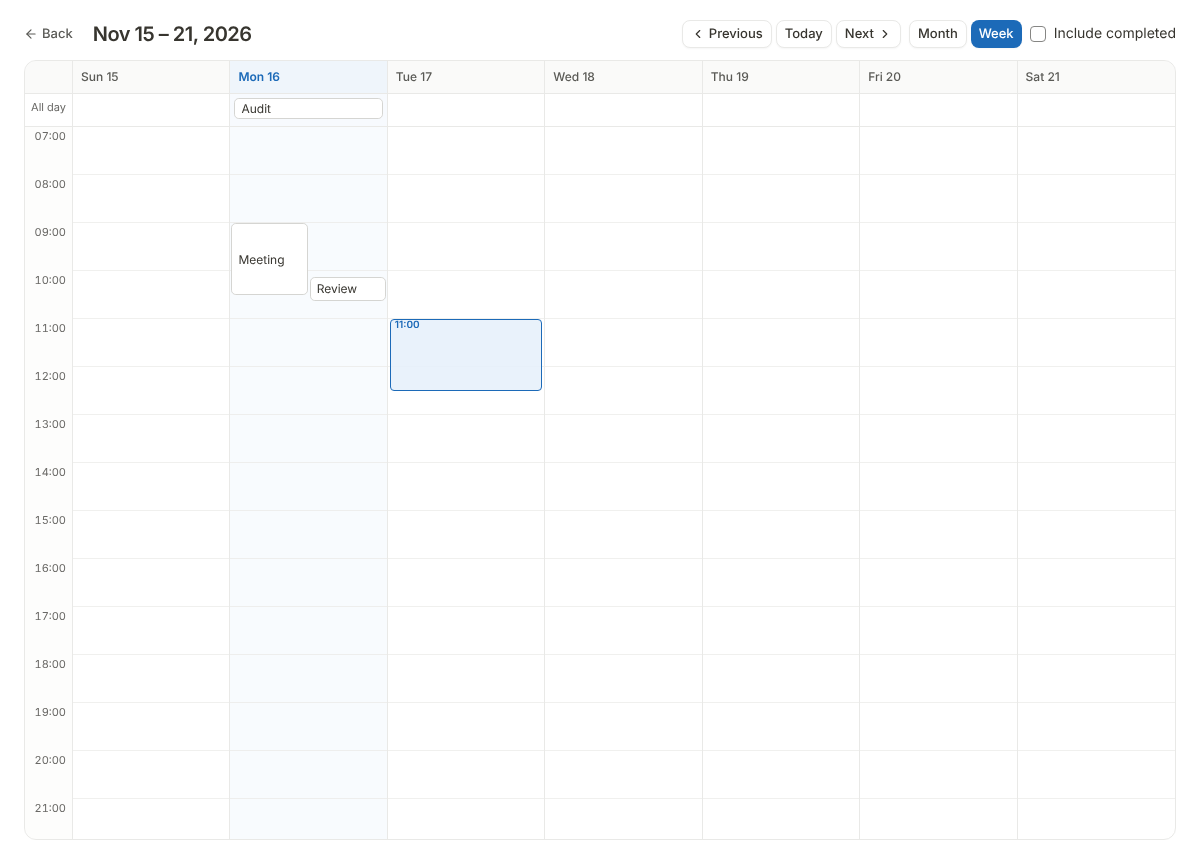 Back
Nov 15 – 21, 2026
Previous
Today
Next
Month
Week
Include completed
Sun 15
Mon 16
Tue 17
Wed 18
Thu 19
Fri 20
Sat 21
All day
Audit
07:00
08:00
09:00
Meeting
10:00
Review
11:00
11:00
12:00
13:00
14:00
15:00
16:00
17:00
18:00
19:00
20:00
21:00